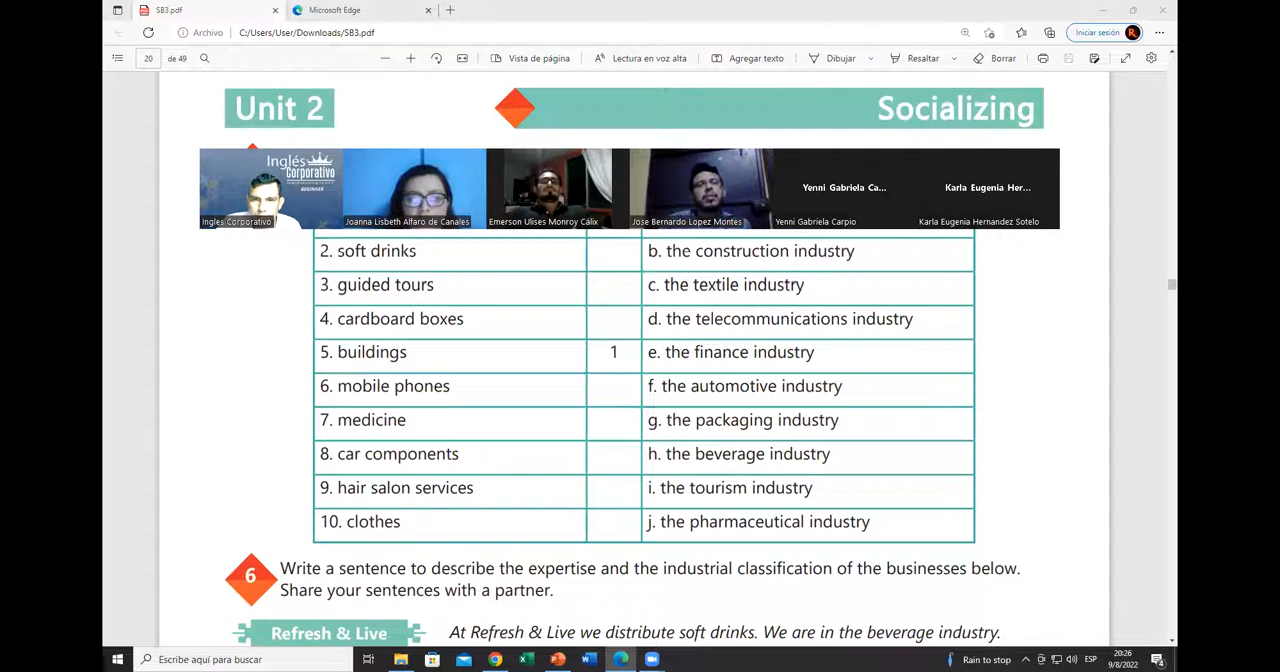 SB3.pdf
Microsoft Edge
Archivo C:/Users/User/Downloads/SB3.pdf
Iniciar sesión R
20 de 49
Vista de página
Lectura en voz alta
Agregar texto
Dibujar
Resaltar
Borrar
Unit 2
Socializing
Inglés
Corporativo
BEGINNER
Inglés Corporativo
Joanna Lisbeth Alfaro de Canales
Emerson Ulises Monroy Cálix
Jose Bernardo Lopez Montes
Yenni Gabriela Ca...
Yenni Gabriela Carpio
Karla Eugenia Her...
Karla Eugenia Hernandez Sotelo
2. soft drinks b. the construction industry
3. guided tours c. the textile industry
4. cardboard boxes d. the telecommunications industry
5. buildings 1 e. the finance industry
6. mobile phones f. the automotive industry
7. medicine g. the packaging industry
8. car components h. the beverage industry
9. hair salon services i. the tourism industry
10. clothes j. the pharmaceutical industry
6 Write a sentence to describe the expertise and the industrial classification of the businesses below.
Share your sentences with a partner.
Refresh & Live At Refresh & Live we distribute soft drinks. We are in the beverage industry.
Escribe aquí para buscar
Rain to stop
ESP
20:26
9/8/2022